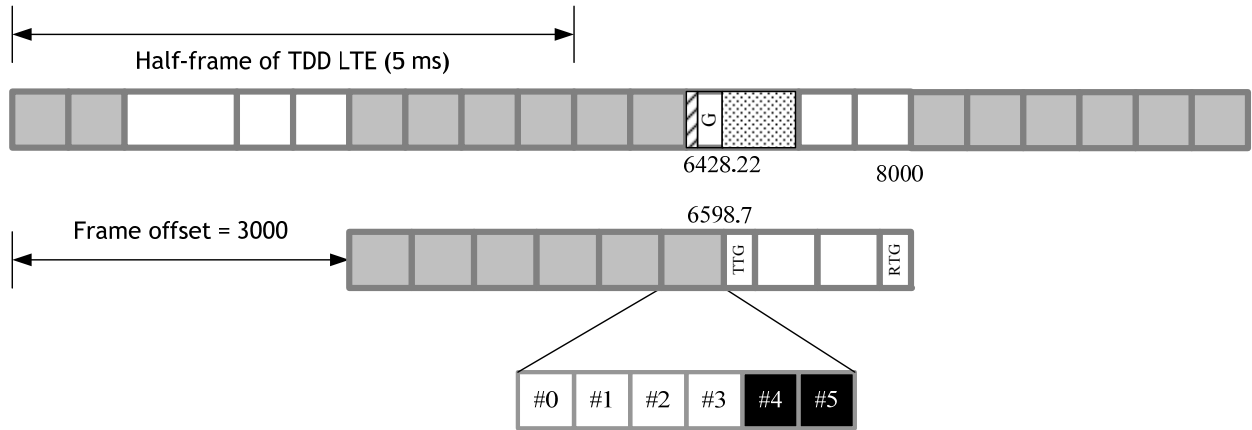 Half-frame of TDD LTE (5 ms)
G
6428.22
8000
6598.7
Frame offset = 3000
TTG
RTG
#0 #1 #2 #3 #4 #5